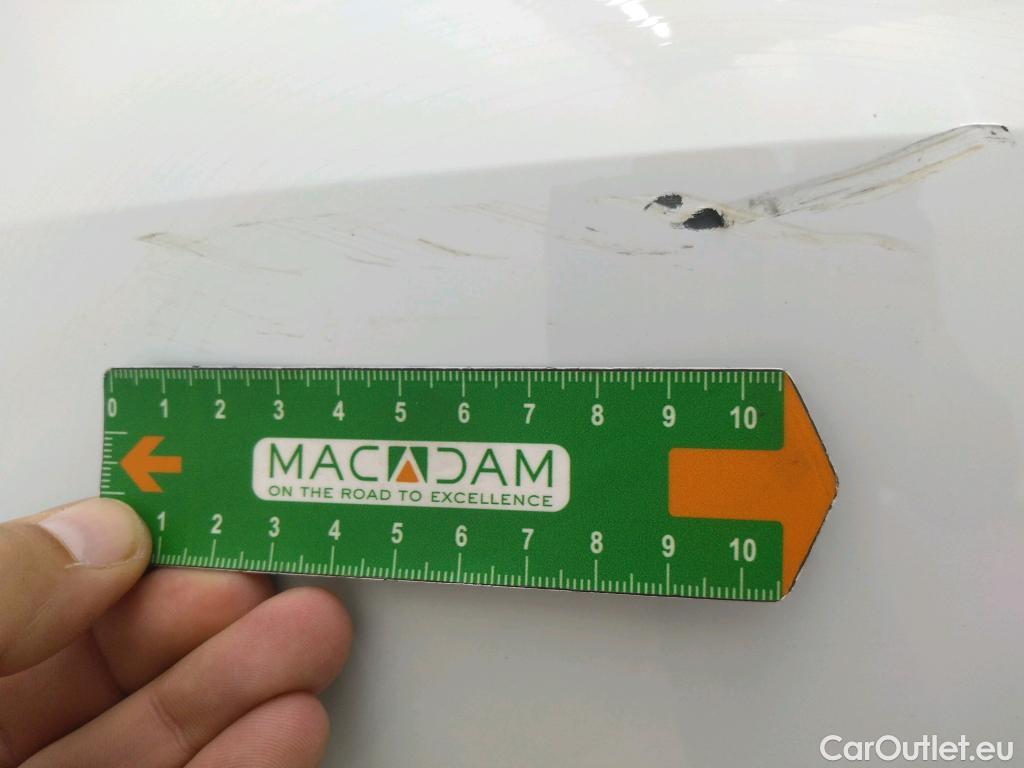 0 1 2 3 4 5 6 7 8 9 10
MACADAM
ON THE ROAD TO EXCELLENCE
1 2 3 4 5 6 7 8 9 10
CarOutlet.eu